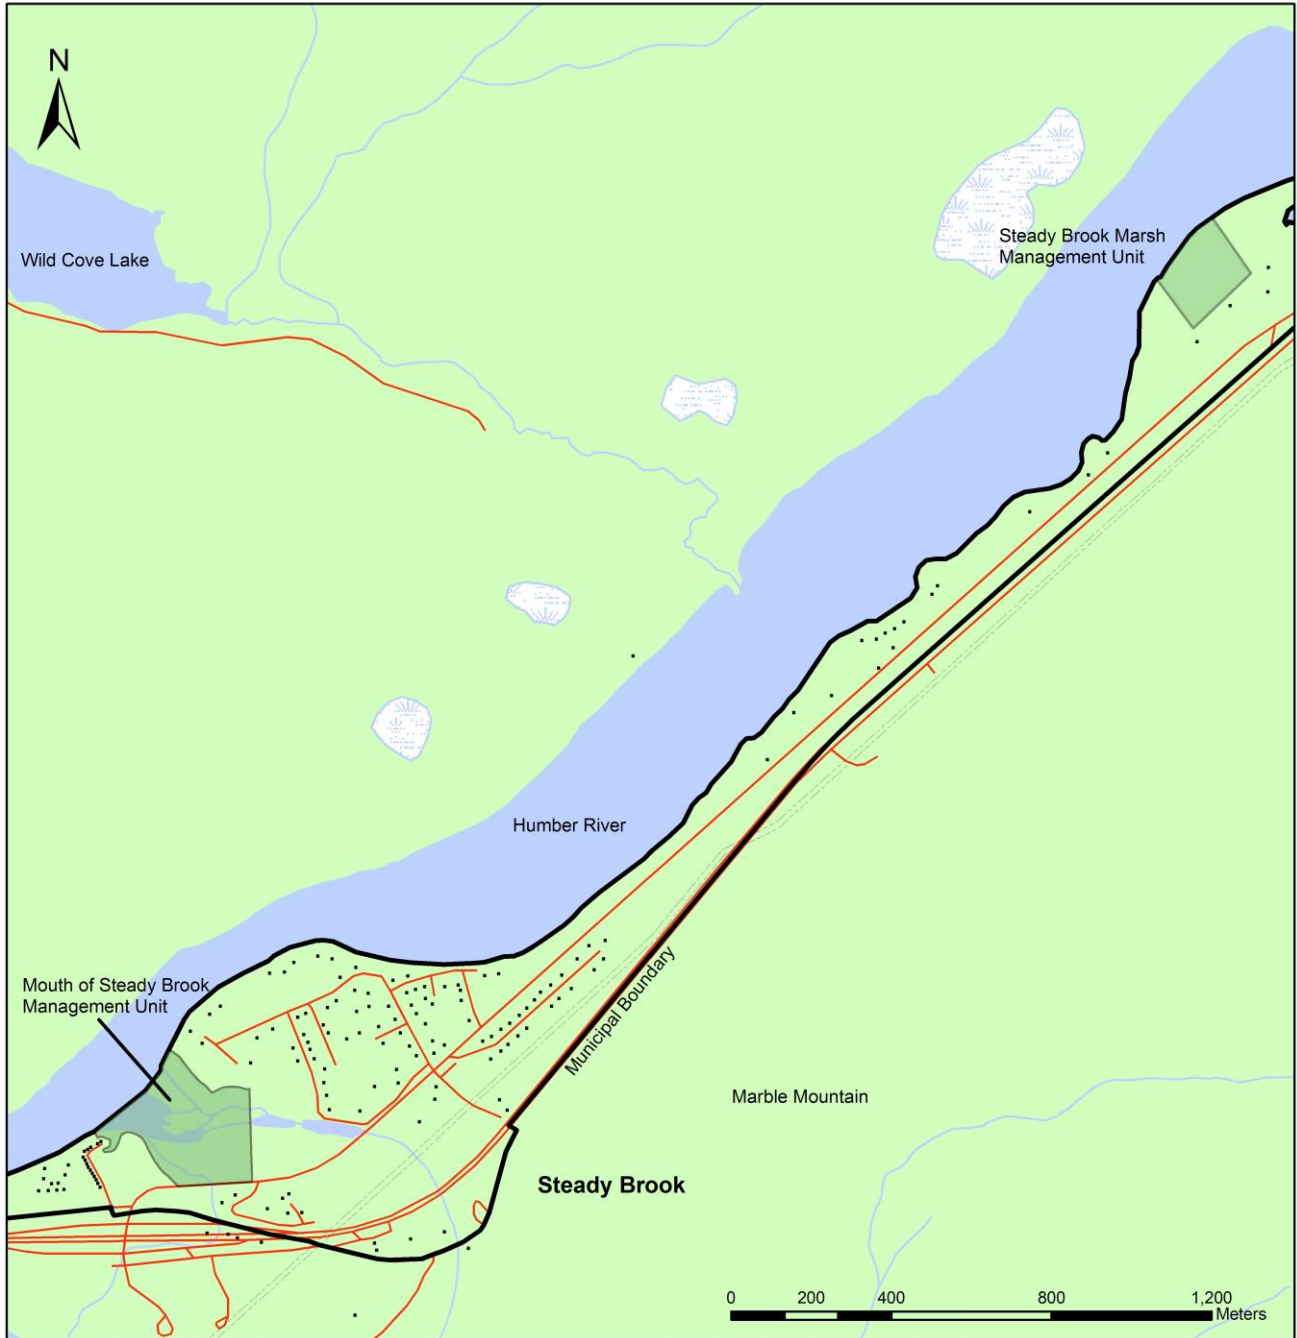 N
Steady Brook Marsh
Management Unit
Wild Cove Lake
Humber River
Mouth of Steady Brook
Management Unit
Municipal Boundary
Marble Mountain
Steady Brook
0 200 400 800 1,200
Meters